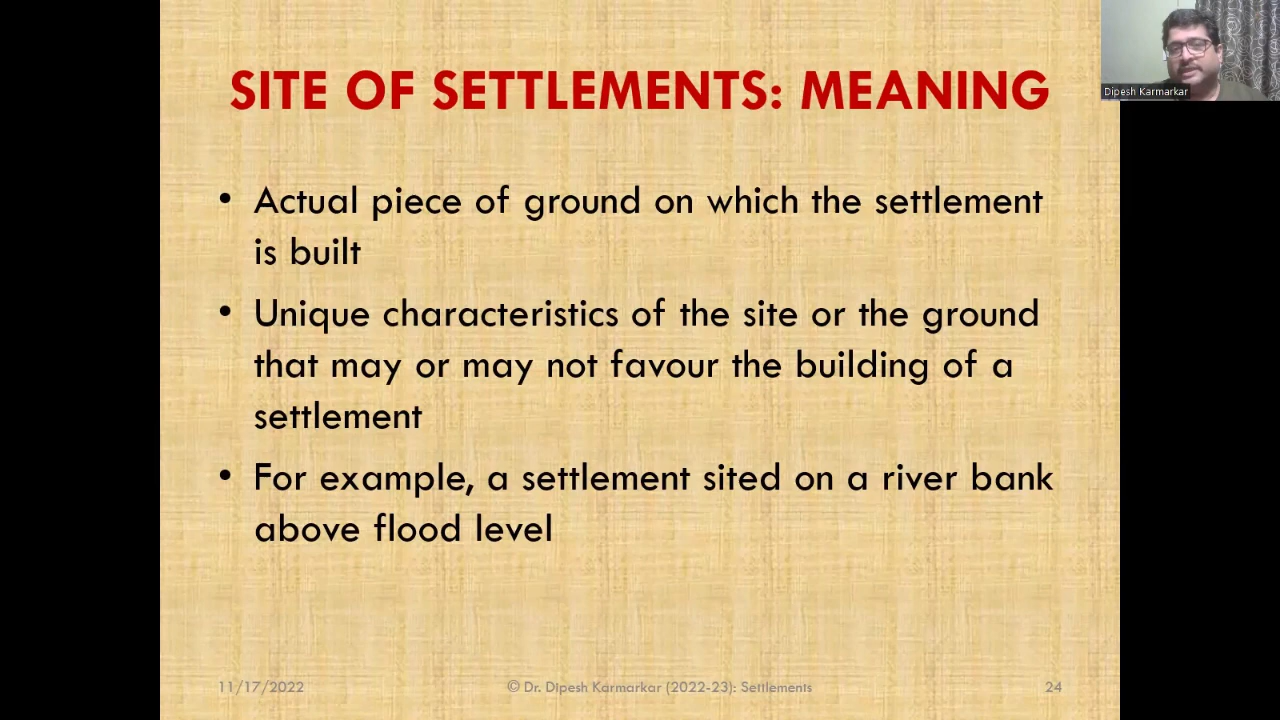 SITE OF SETTLEMENTS: MEANING
Dipesh Karmarkar
• Actual piece of ground on which the settlement
is built
• Unique characteristics of the site or the ground
that may or may not favour the building of a
settlement
• For example, a settlement sited on a river bank
above flood level
11/17/2022
© Dr. Dipesh Karmarkar (2022-23): Settlements
24